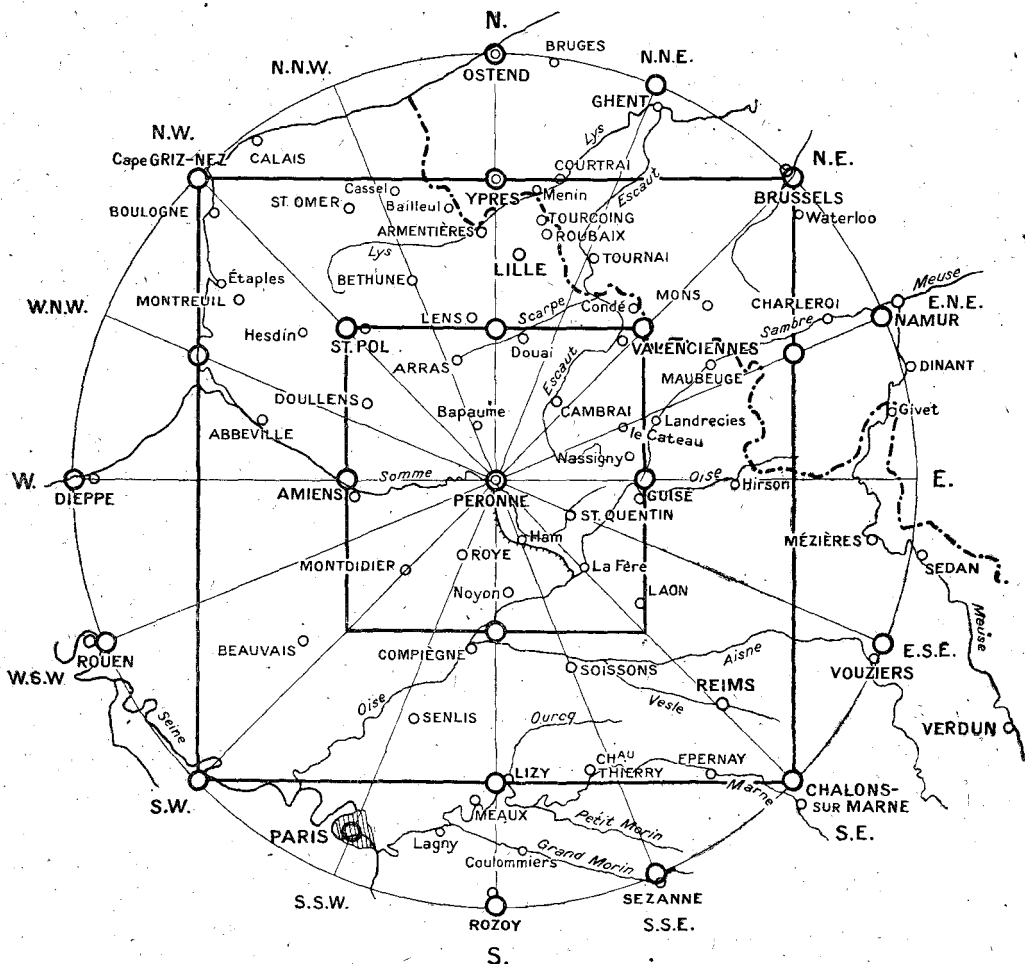 N.
BRUGES
OSTEND
N.N.W.
N.N.E.
GHENT
N.W.
Cape GRIZ-NEZ
CALAIS
Lys
COURTRAI
N.E.
BRUSSELS
Cassel
ST. OMER
Bailleul
YPRES
Menin
Escaut
Waterloo
BOULOGNE
ARMENTIÈRES
TOURCOING
ROUBAIX
Lys
LILLE
TOURNAI
Étaples
BETHUNE
MONTREUIL
W.N.W.
Hesdin
ST. POL
LENS
Scarpe
Condé
MONS
CHARLEROI
Meuse
E.N.E.
NAMUR
Sambre
Douai
VALENCIENNES
ARRAS
Escaut
MAUBEUGE
DINANT
DOULLENS
ABBEVILLE
Bapaume
CAMBRAI
Landrecies
le Cateau
Givet
Nassigny
W.
DIEPPE
AMIENS
Somme
PERONNE
GUISE
Oise
Hirson
E.
ST. QUENTIN
Ham
ROYE
MONTDIDIER
La Fère
MÉZIÈRES
SEDAN
Noyon
LAON
Meuse
ROUEN
W.S.W.
BEAUVAIS
COMPIÈGNE
SOISSONS
Aisne
E.S.E.
VOUZIERS
REIMS
Vesle
Oise
SENLIS
Ourcq
VERDUN
Seine
S.W.
LIZY
CHAU
THIERRY
EPERNAY
Marne
CHALONS-
SUR MARNE
S.E.
PARIS
MEAUX
Lagny
Petit Morin
Coulommiers
Grand Morin
S.S.W.
ROZOY
SEZANNE
S.S.E.
S.